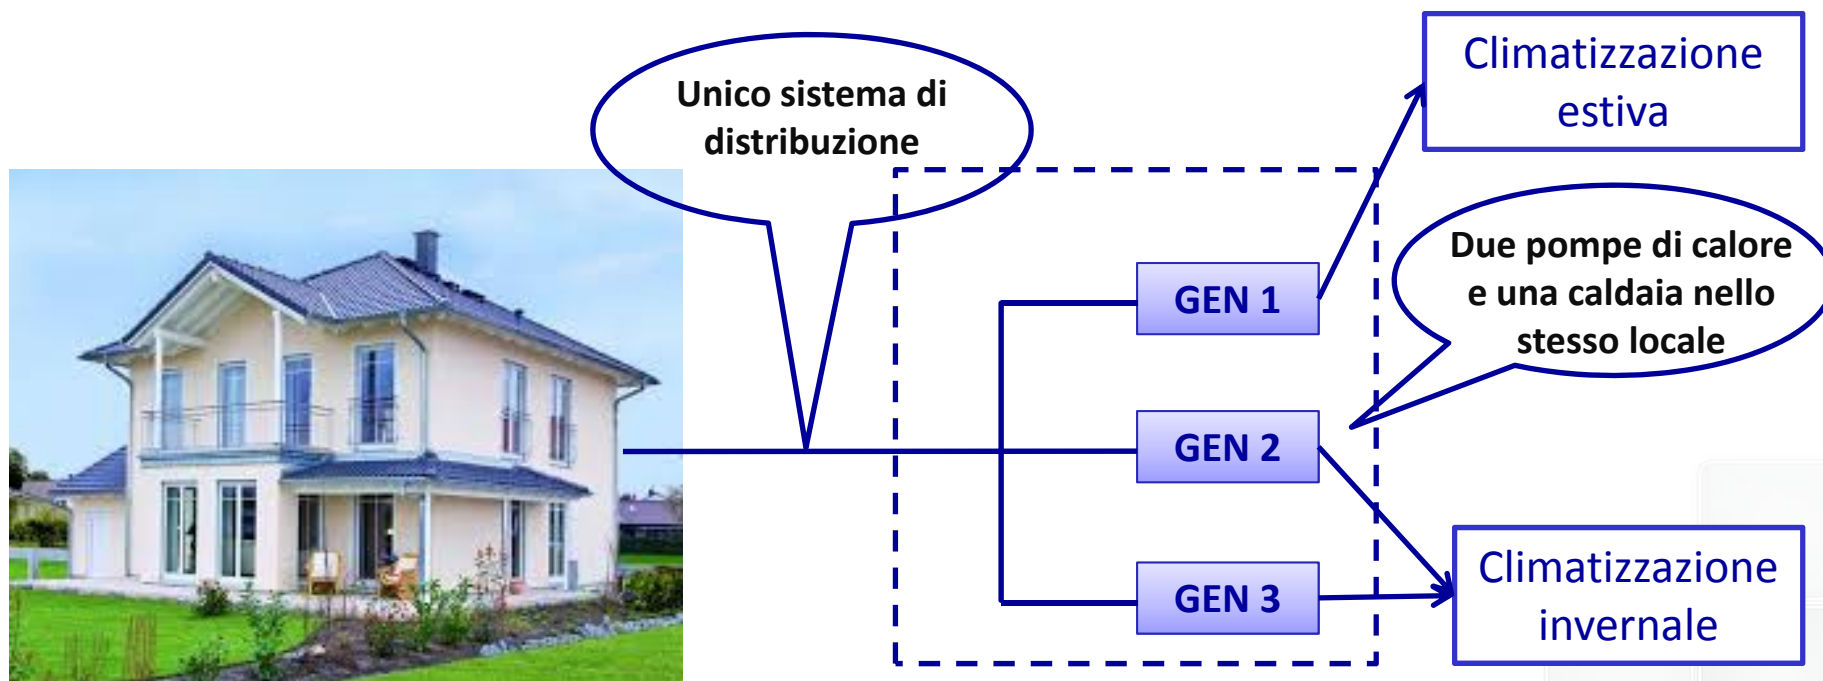 Climatizzazione
estiva
Unico sistema di
distribuzione
Due pompe di calore
e una caldaia nello
stesso locale
GEN 1
GEN 2
GEN 3
Climatizzazione
invernale